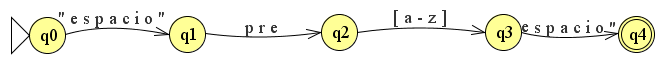 q0 "espacio" q1 pre q2 [a-z] q3 espacio" q4